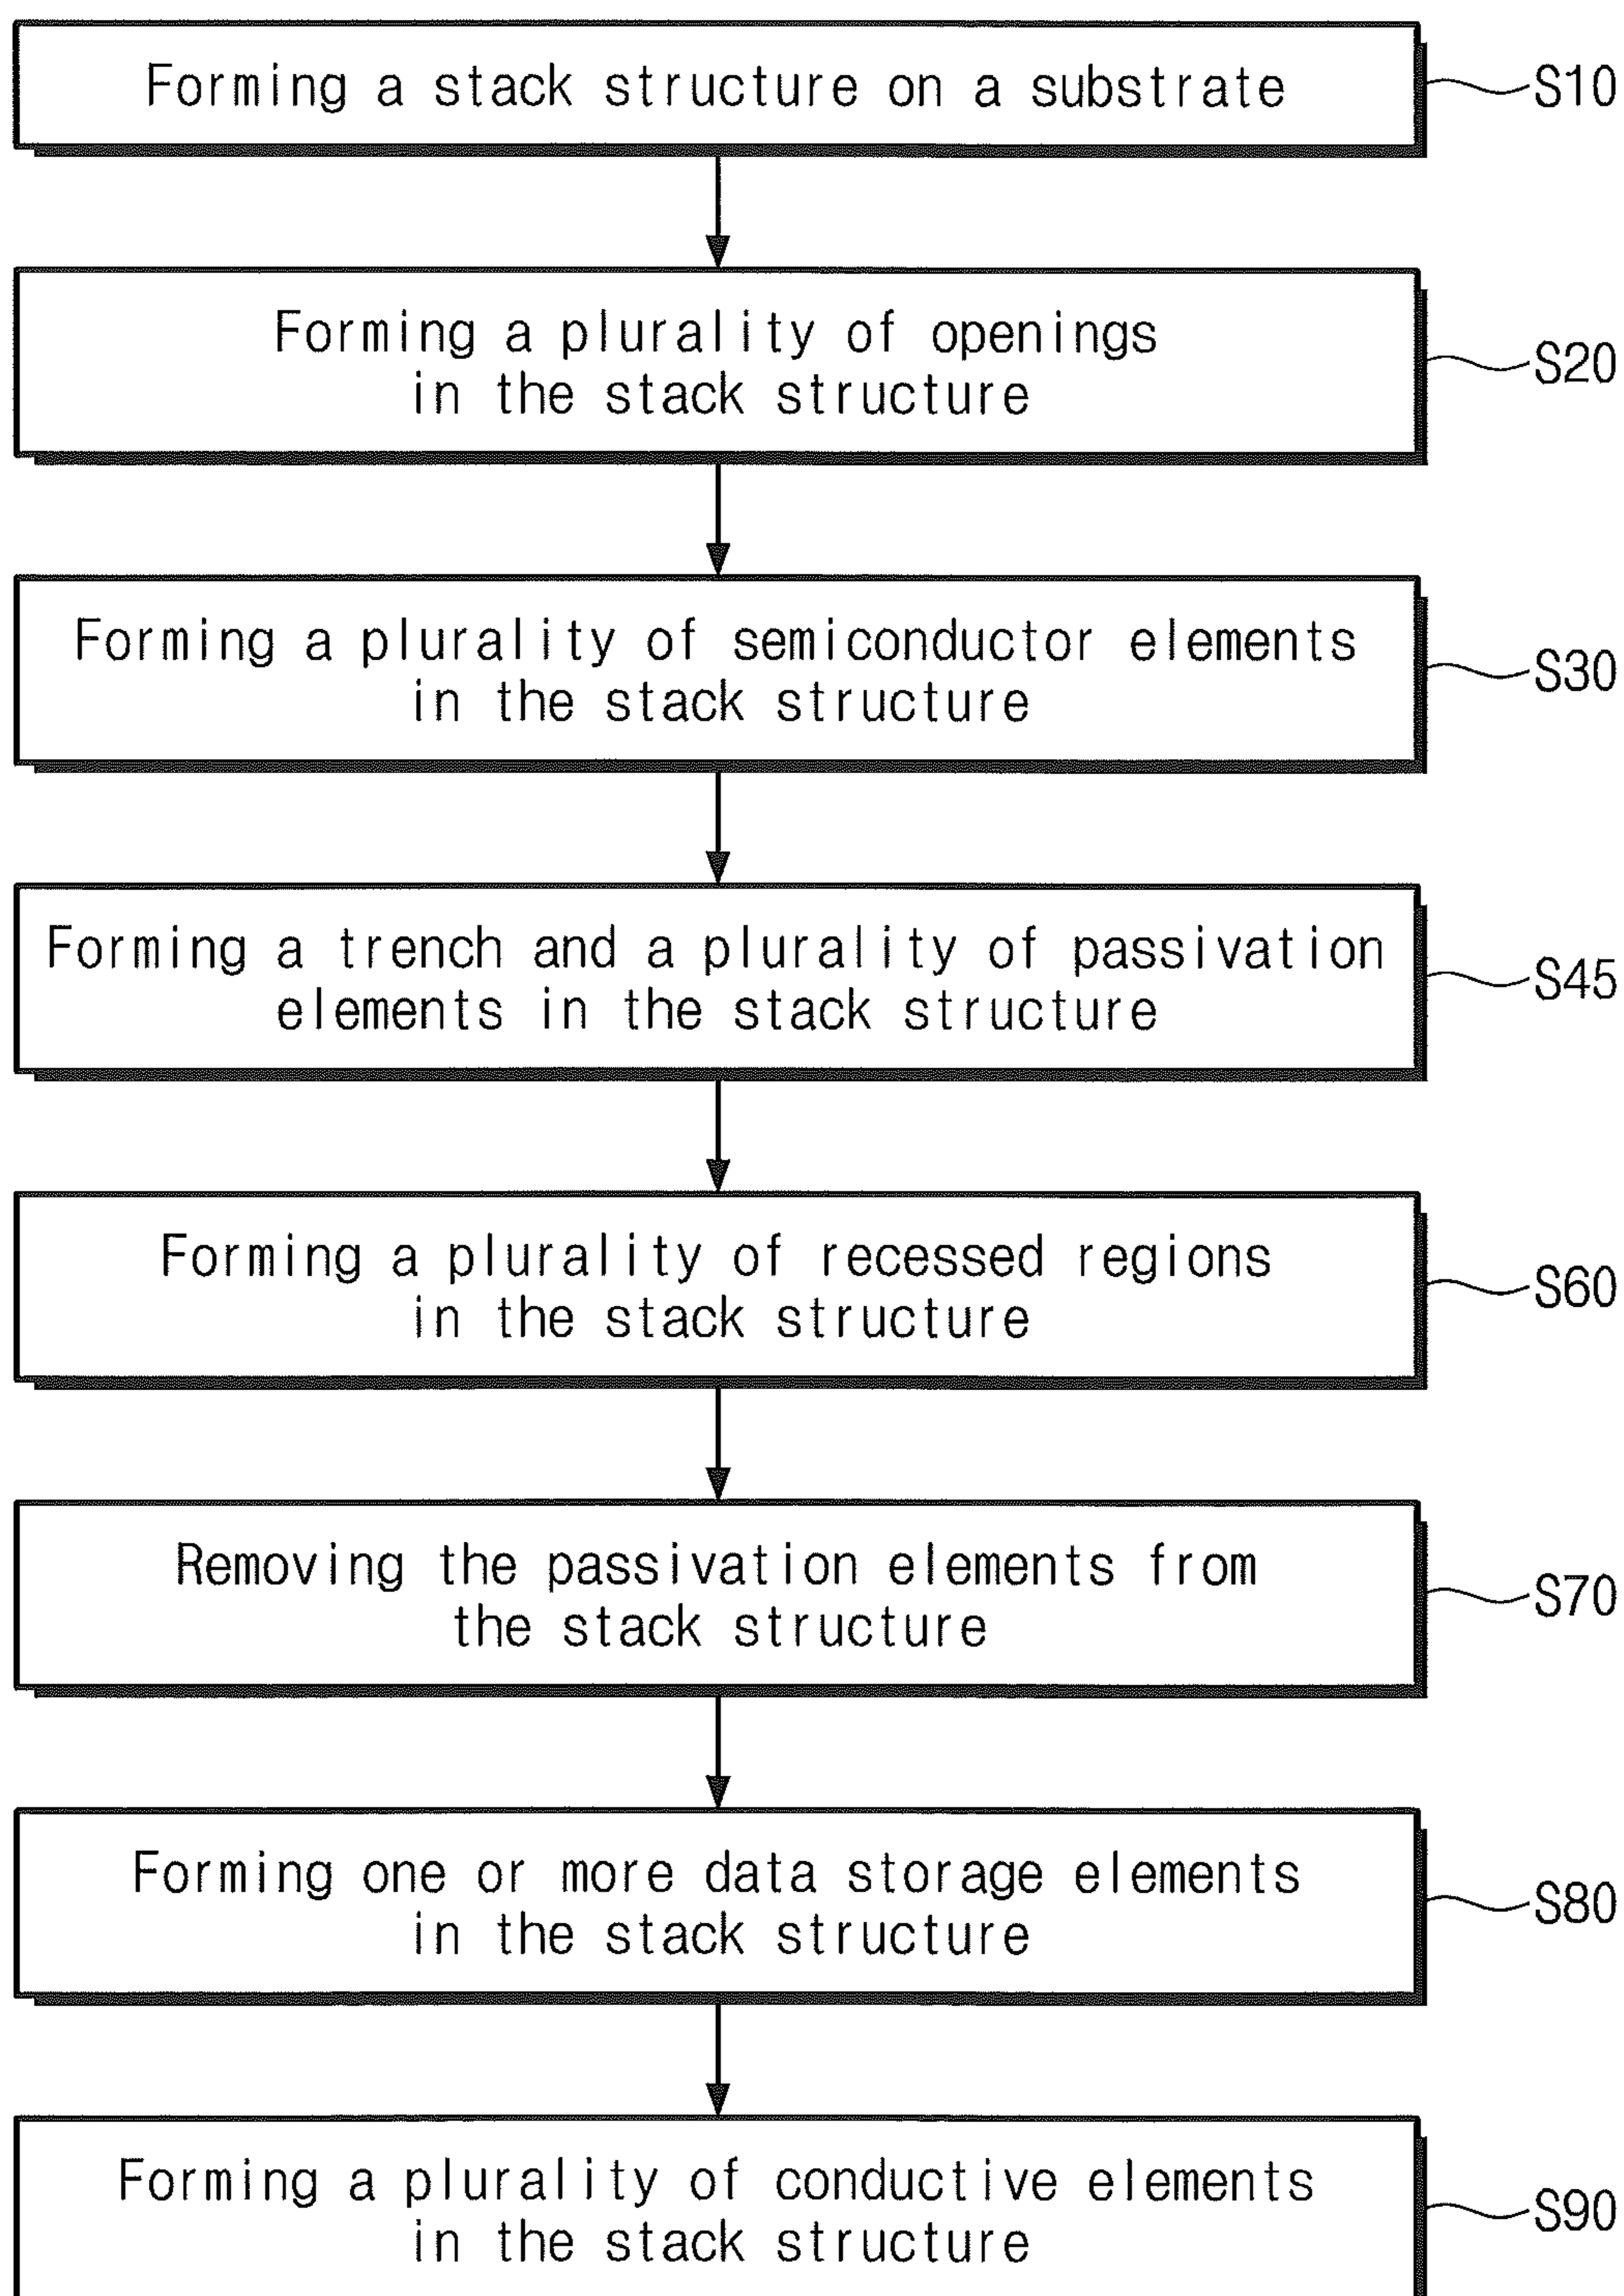 Forming a stack structure on a substrate
S10
Forming a plurality of openings
in the stack structure
S20
Forming a plurality of semiconductor elements
in the stack structure
S30
Forming a trench and a plurality of passivation
elements in the stack structure
S45
Forming a plurality of recessed regions
in the stack structure
S60
Removing the passivation elements from
the stack structure
S70
Forming one or more data storage elements
in the stack structure
S80
Forming a plurality of conductive elements
in the stack structure
S90